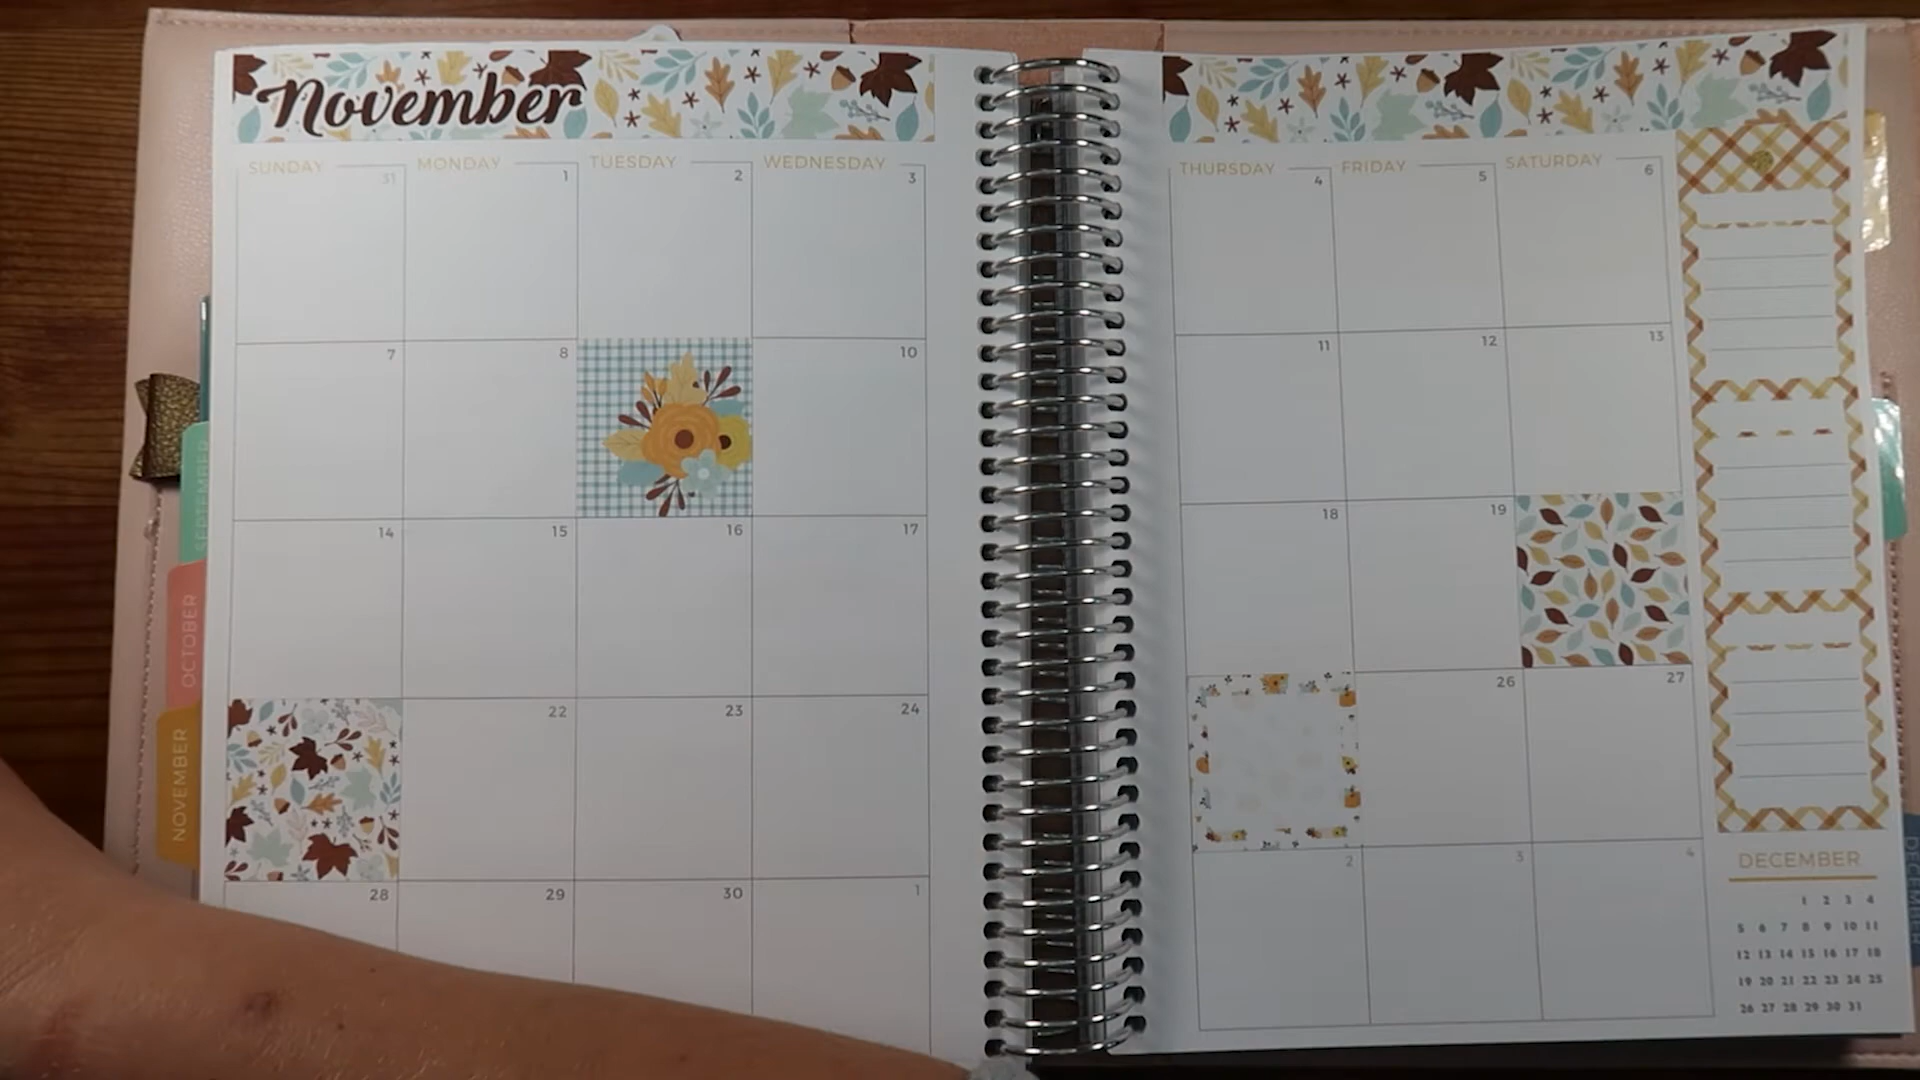 November
SUNDAY MONDAY TUESDAY WEDNESDAY THURSDAY FRIDAY SATURDAY
31 1 2 3 4 5 6
7 8 10 11 12 13
14 15 16 17 18 19
22 23 24 26 27
28 29 30 1 2 3 4
SEPTEMBER
OCTOBER
NOVEMBER
DECEMBER
1 2 3 4
5 6 7 8 9 10 11
12 13 14 15 16 17 18
19 20 21 22 23 24 25
26 27 28 29 30 31
DECEMBER